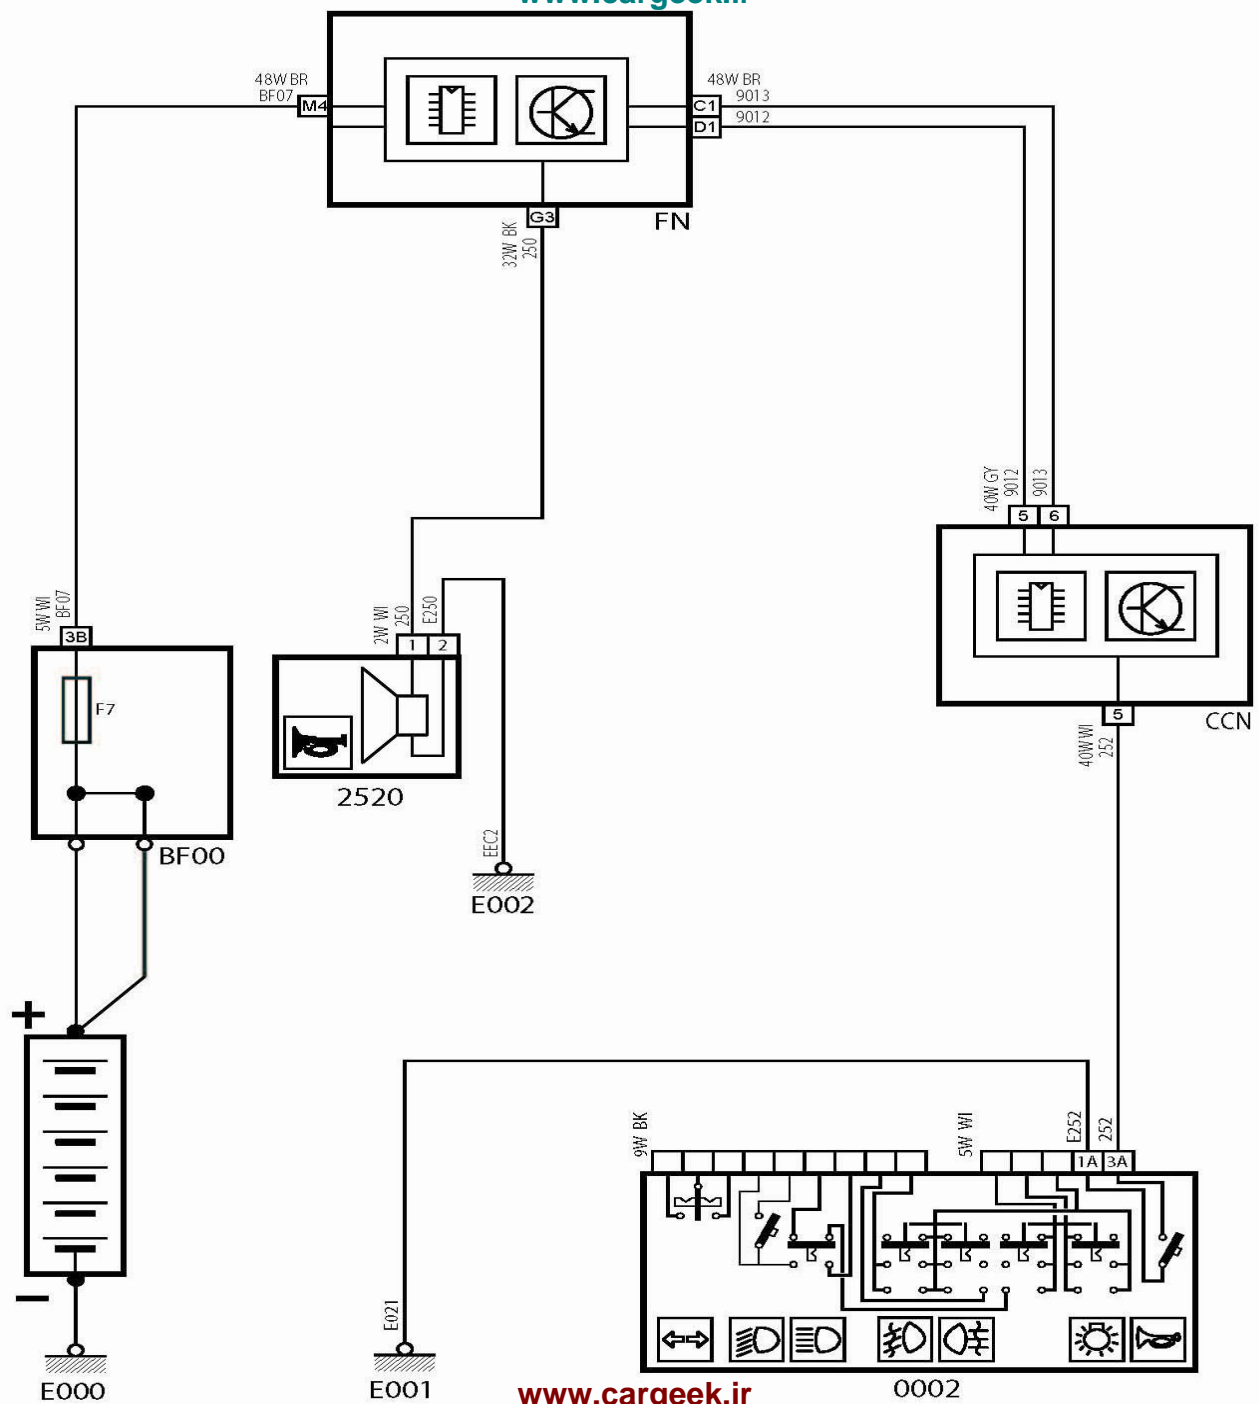 48W BR
BF07
M4
48W BR
9013
C1
9012
D1
G3
FN
32W BK
250
40W GY
9012
9013
5
6
5W WI
BF07
3B
2W WI
250
E250
1
2
F7
5
CCN
40W WI
252
2520
EEC2
BF00
E002
+
9W BK
5W WI
E252
252
1A
3A
E021
−
E000
E001
0002
www.cargeek.ir